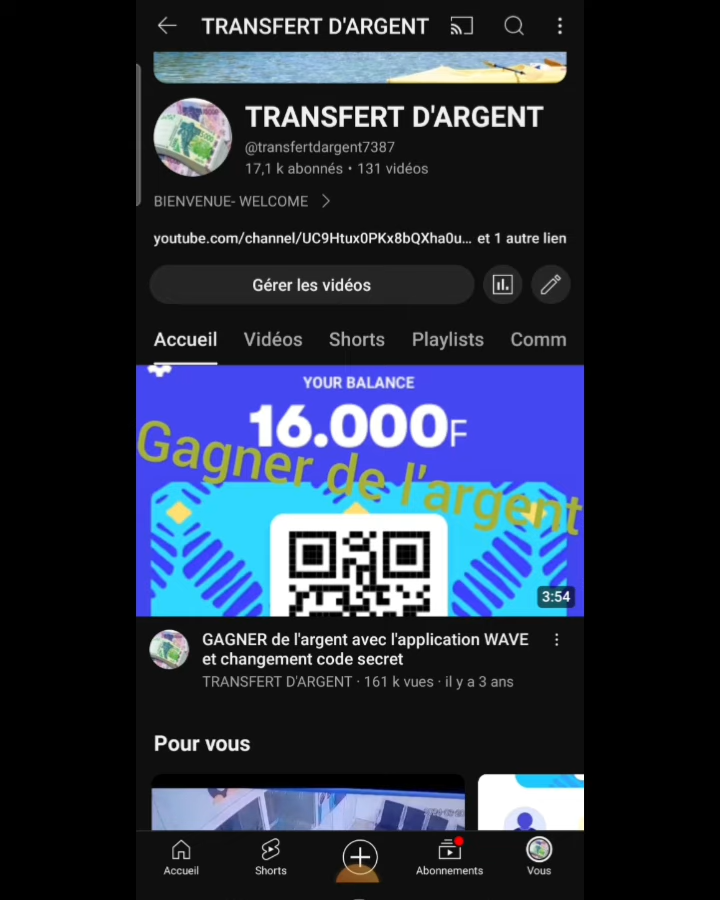 TRANSFERT D'ARGENT
TRANSFERT D'ARGENT
@transfertdargent7387
17,1 k abonnés • 131 vidéos
BIENVENUE- WELCOME
youtube.com/channel/UC9Htux0PKx8bQXha0u... et 1 autre lien
Gérer les vidéos
Accueil Vidéos Shorts Playlists Comm
YOUR BALANCE
16.000F
Gagner de l'argent
3:54
GAGNER de l'argent avec l'application WAVE
et changement code secret
TRANSFERT D'ARGENT · 161 k vues · il y a 3 ans
Pour vous
Accueil Shorts Abonnements Vous